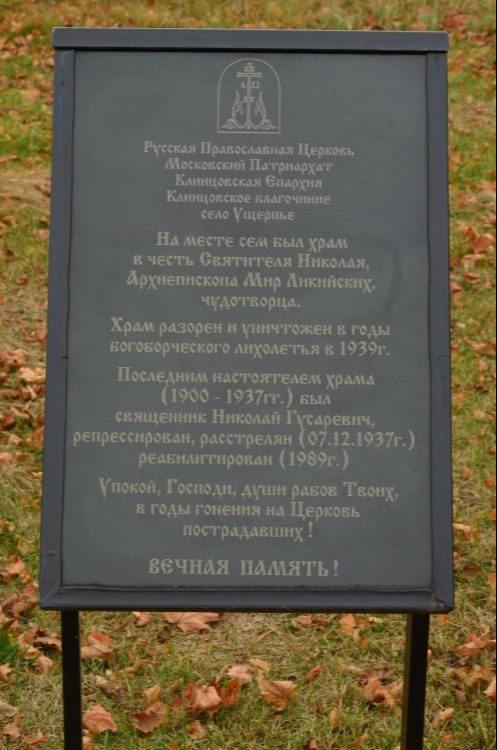 А Ω
Русская Православная Церковь
Московский Патриархат
Клинцовская Епархия
Клинцовское благочиние
село Ущерпье
На месте сем был храм
в честь Святителя Николая,
Архиепископа Мир Ликийских,
чудотворца.
Храм разорен и уничтожен в годы
богоборческого лихолетья в 1939г.
Последним настоятелем храма
(1900 - 1937гг.) был
священник Николай Гусаревич,
репрессирован, расстрелян (07.12.1937г.)
реабилитирован (1989г.)
Упокой, Господи, души рабов Твоих,
в годы гонения на Церковь
пострадавших!
ВЕЧНАЯ ПАМЯТЬ!